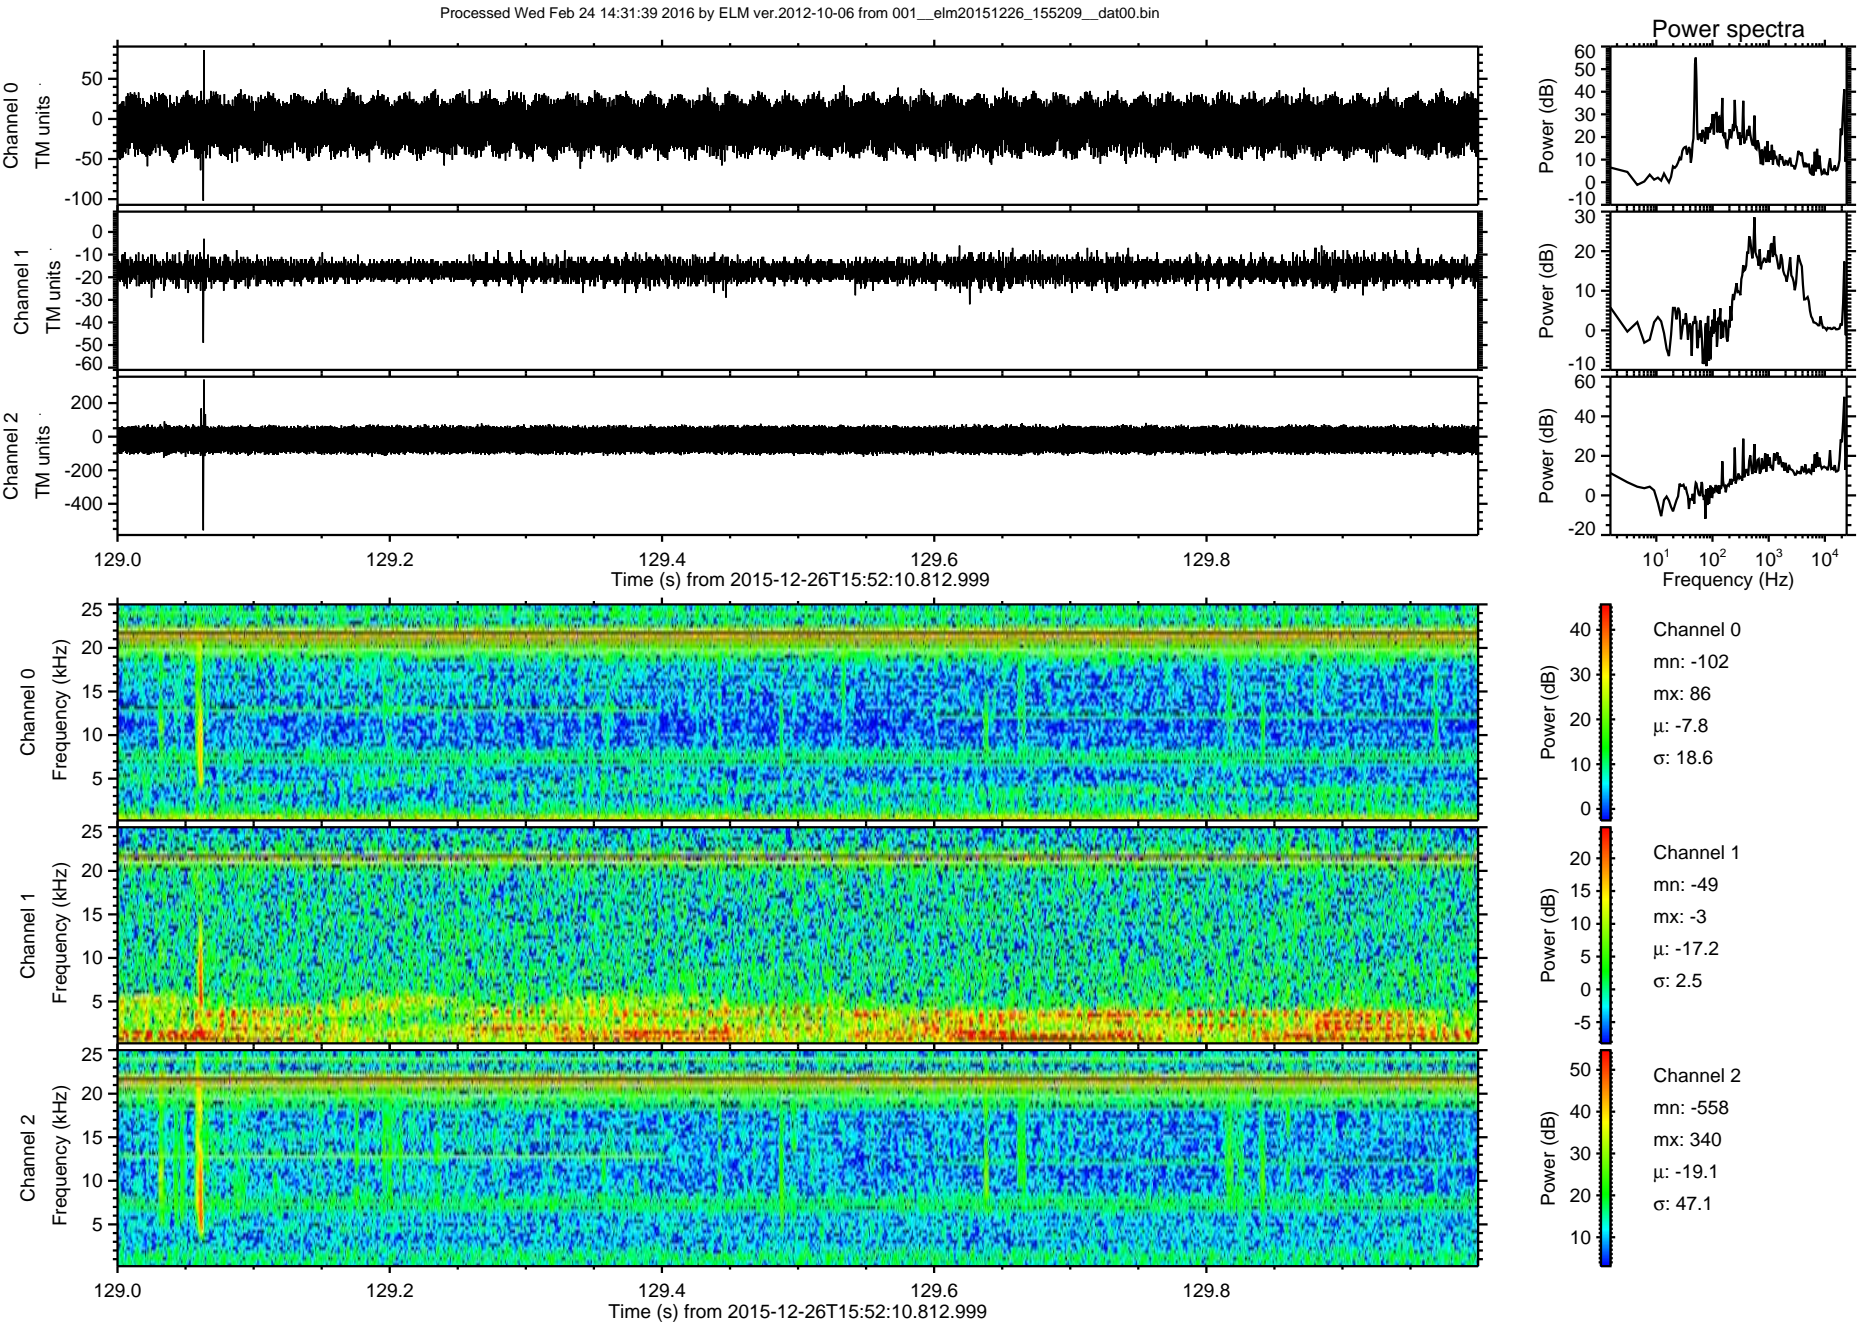 Processed Wed Feb 24 14:31:39 2016 by ELM ver.2012-10-06 from 001__elm20151226_155209__dat00.bin
Power spectra
Channel 0
TM units
50
0
-50
-100
Power (dB)
60
50
40
30
20
10
0
-10
Channel 1
TM units
0
-10
-20
-30
-40
-50
-60
Power (dB)
30
20
10
0
-10
Channel 2
TM units
200
0
-200
-400
Power (dB)
60
40
20
0
-20
129.0 129.2 129.4 129.6 129.8
Time (s) from 2015-12-26T15:52:10.812.999
10¹ 10² 10³ 10⁴
Frequency (Hz)
Channel 0
Frequency (kHz)
25
20
15
10
5
Power (dB)
40
30
20
10
0
Channel 0
mn: -102
mx: 86
μ: -7.8
σ: 18.6
Channel 1
Frequency (kHz)
25
20
15
10
5
Power (dB)
20
15
10
5
0
-5
Channel 1
mn: -49
mx: -3
μ: -17.2
σ: 2.5
Channel 2
Frequency (kHz)
25
20
15
10
5
Power (dB)
50
40
30
20
10
Channel 2
mn: -558
mx: 340
μ: -19.1
σ: 47.1
129.0 129.2 129.4 129.6 129.8
Time (s) from 2015-12-26T15:52:10.812.999